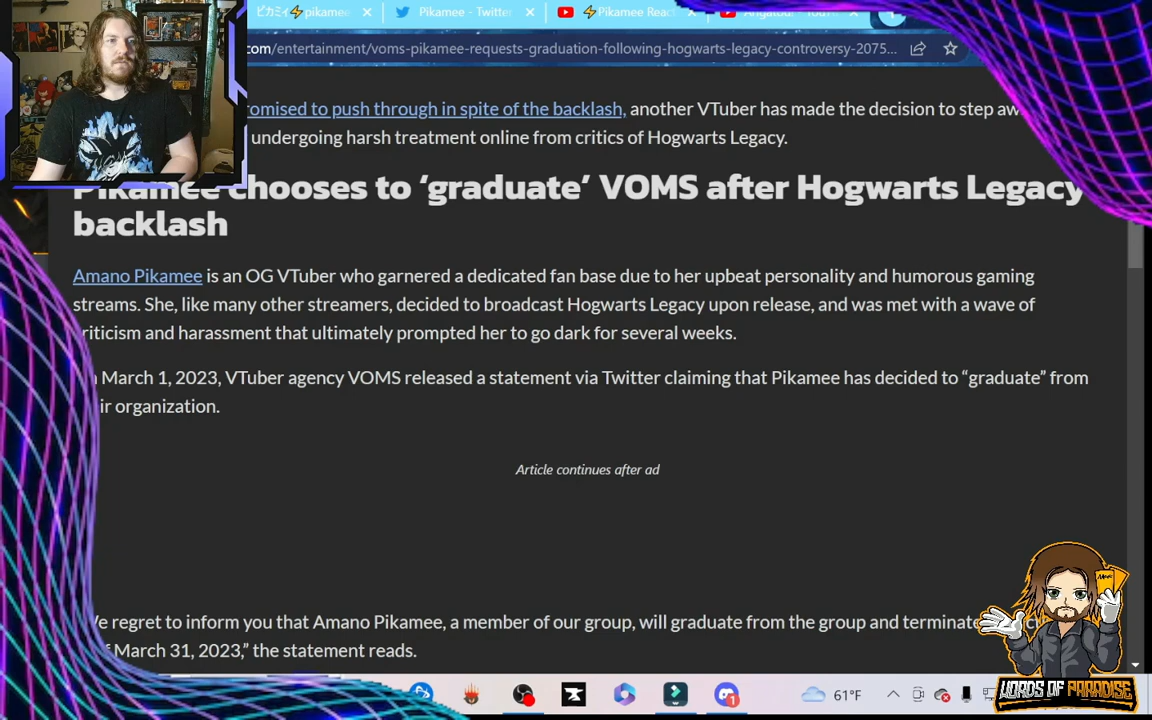 ピカミィ⚡pikamee
Pikamee - Twitter
⚡️Pikamee Reac
.com/entertainment/voms-pikamee-requests-graduation-following-hogwarts-legacy-controversy-2075...
omised to push through in spite of the backlash, another VTuber has made the decision to step aw
undergoing harsh treatment online from critics of Hogwarts Legacy.
Pikamee chooses to ‘graduate’ VOMS after Hogwarts Legacy
backlash
Amano Pikamee is an OG VTuber who garnered a dedicated fan base due to her upbeat personality and humorous gaming
streams. She, like many other streamers, decided to broadcast Hogwarts Legacy upon release, and was met with a wave of
criticism and harassment that ultimately prompted her to go dark for several weeks.
March 1, 2023, VTuber agency VOMS released a statement via Twitter claiming that Pikamee has decided to “graduate” from
ir organization.
Article continues after ad
We regret to inform you that Amano Pikamee, a member of our group, will graduate from the group and terminate
March 31, 2023,” the statement reads.
61°F
WORDS OF PARADISE